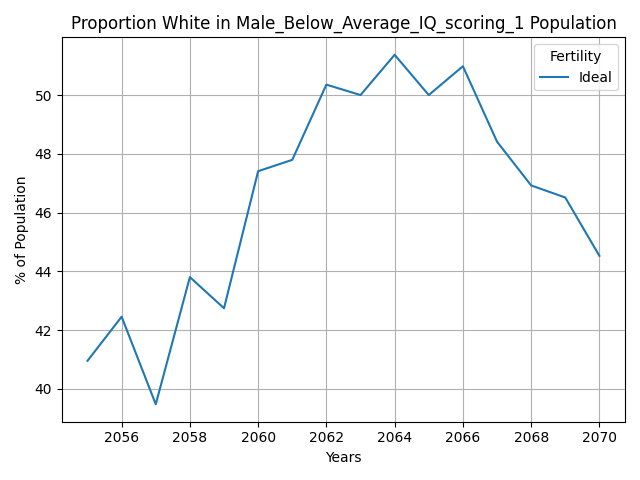 Proportion White in Male_Below_Average_IQ_scoring_1 Population
Fertility
Ideal
% of Population
50
48
46
44
42
40
2056 2058 2060 2062 2064 2066 2068 2070
Years